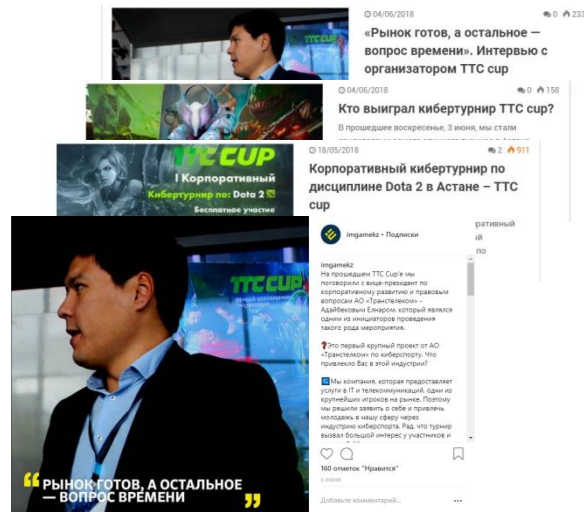 04/06/2018 0 233
«Рынок готов, а остальное —
вопрос времени». Интервью с
организатором TTC cup
04/06/2018 0 158
Кто выиграл кибертурнир TTC cup?
В прошедшее воскресенье, 3 июня, мы стали
TTC CUP
I Корпоративный
Кибертурнир по: Dota 2
Бесплатное участие
18/05/2018 2 911
Корпоративный кибертурнир по
дисциплине Dota 2 в Астане – TTC
cup
ративный
ый
по
imgamekz • Подписки
imgamekz
На прошедшем TTC Cup'е мы
поговорили с вице-президент по
корпоративному развитию и правовым
вопросам АО «Транстелеком» –
Адайбековым Елнаром, который являлся
одним из инициаторов проведения
такого рода мероприятия.
❓Это первый крупный проект от АО
«Транстелком» по киберспорту. Что
привлекло Вас в этой индустрии?
Мы компания, которая предоставляет
услуги в IT и телекоммуникаций, одни из
крупнейших игроков на рынке. Поэтому
мы решили заявить о себе и привлечь
молодежь в нашу сферу через
индустрию киберспорта. Рад, что турнир
вызвал большой интерес у участников и
160 отметок "Нравится"
5 ИЮНЯ
Добавьте комментарий...
TTC CUP
“ РЫНОК ГОТОВ, А ОСТАЛЬНОЕ
— ВОПРОС ВРЕМЕНИ ”